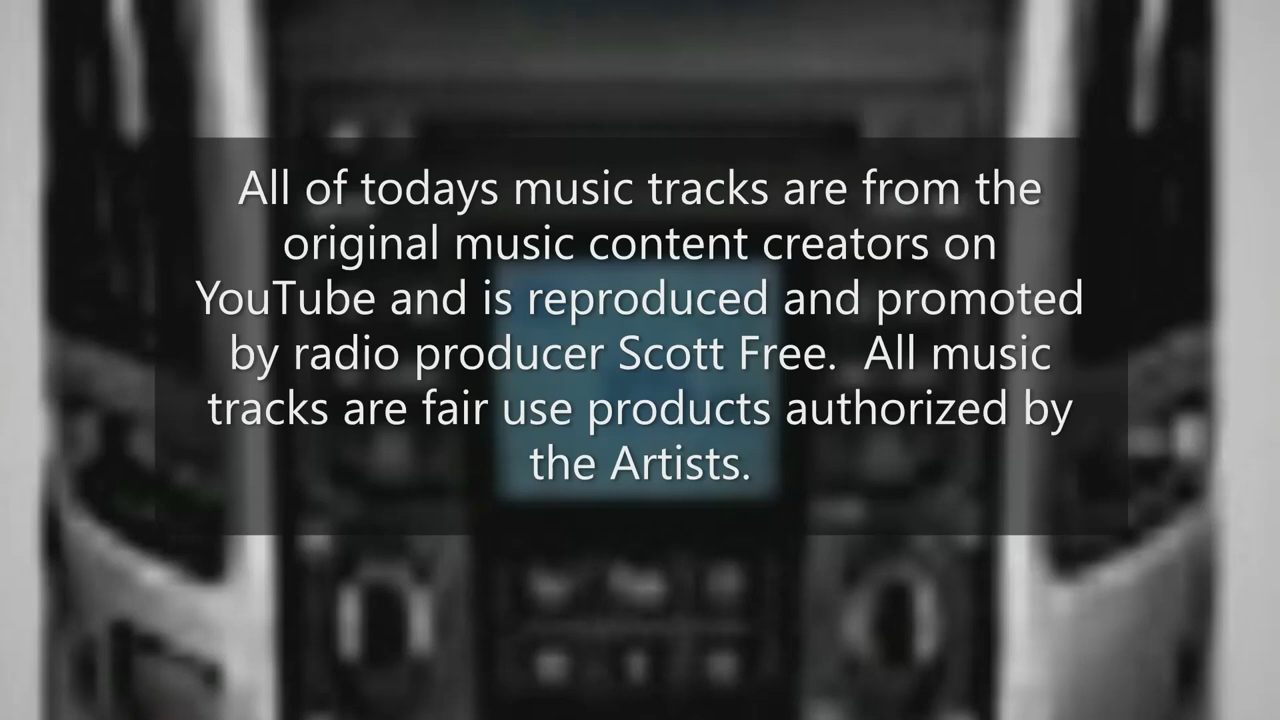 All of todays music tracks are from the
original music content creators on
YouTube and is reproduced and promoted
by radio producer Scott Free.  All music
tracks are fair use products authorized by
the Artists.